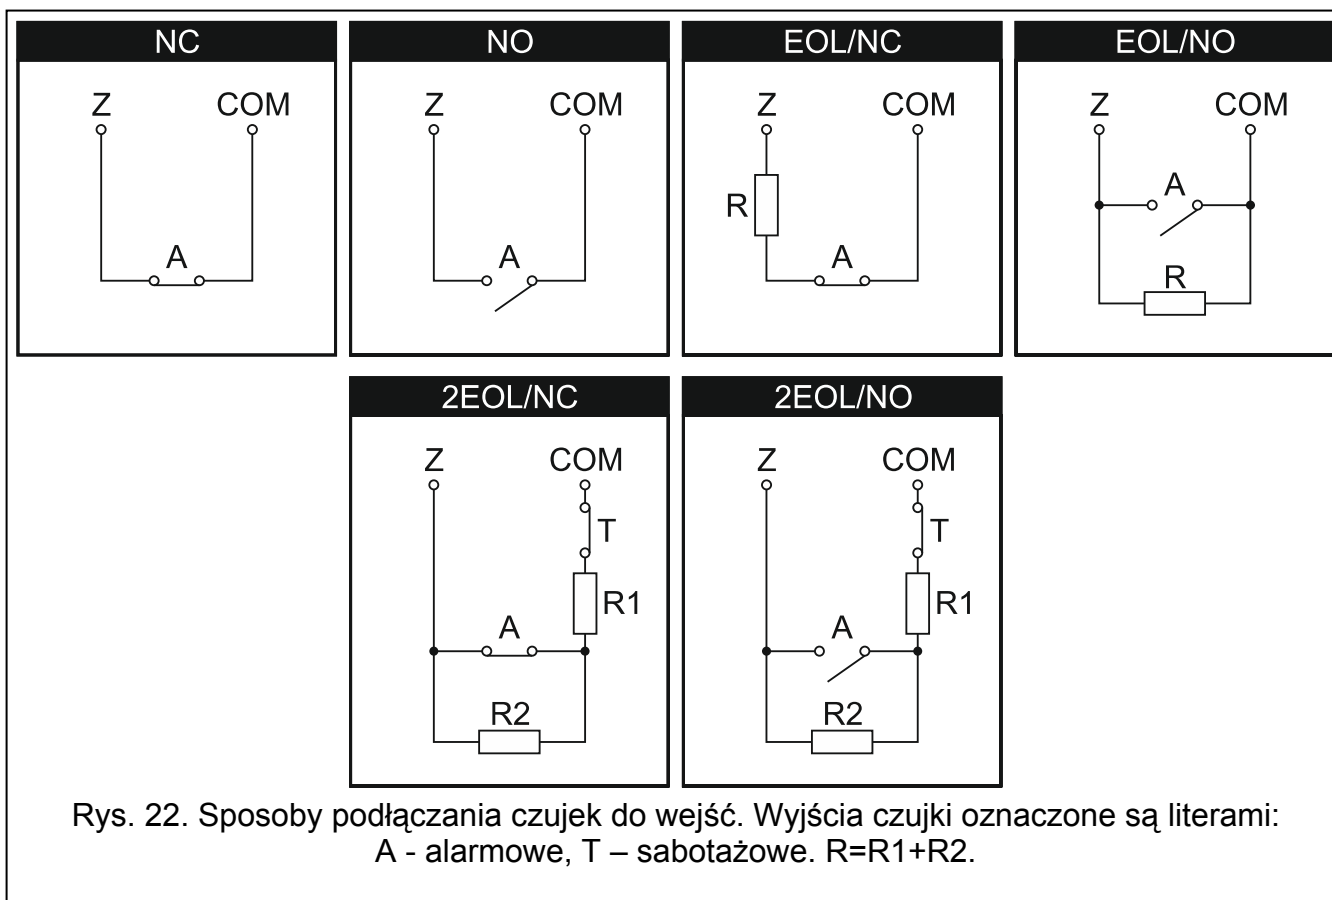 NC
Z COM
A
NO
Z COM
A
EOL/NC
Z COM
R
A
EOL/NO
Z COM
A
R
2EOL/NC
Z COM
T
R1
A
R2
2EOL/NO
Z COM
T
R1
A
R2
Rys. 22. Sposoby podłączania czujek do wejść. Wyjścia czujki oznaczone są literami:
A - alarmowe, T – sabotażowe. R=R1+R2.